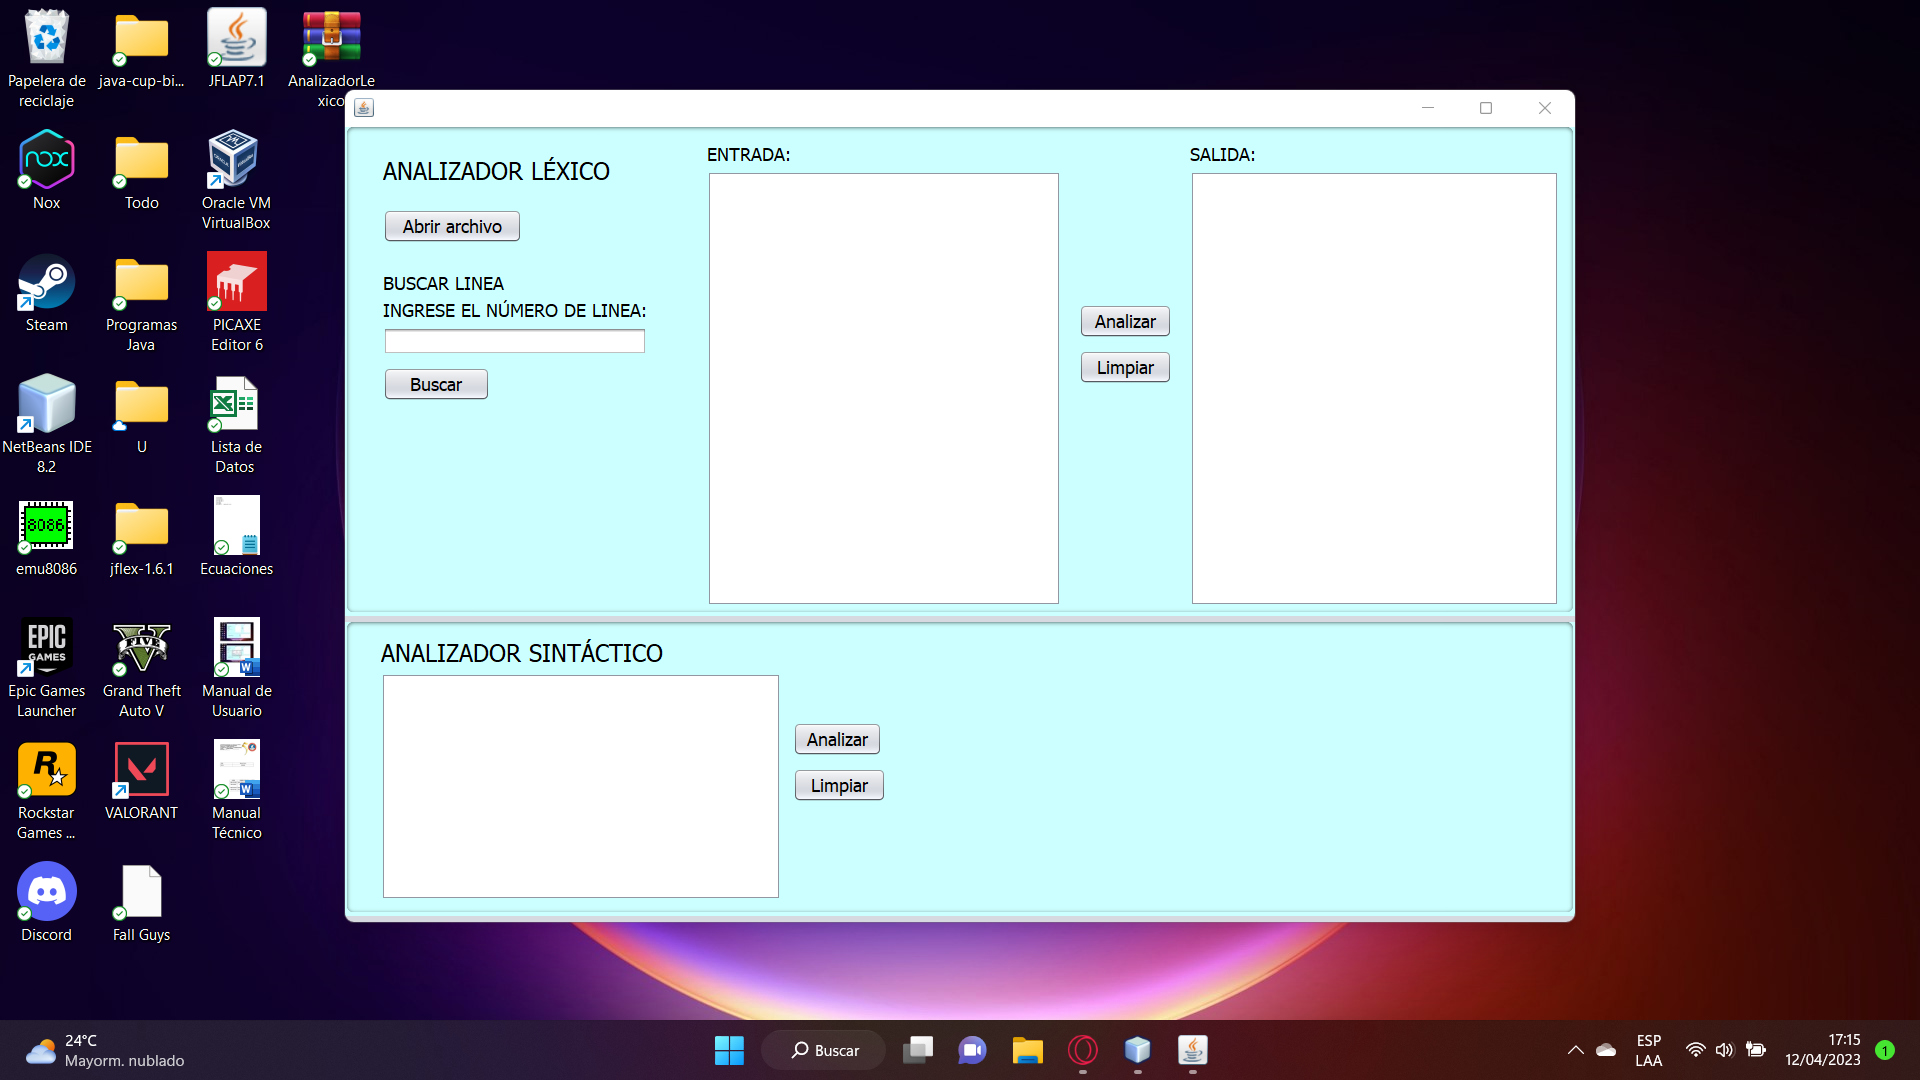 Papelera de
reciclaje
java-cup-bi...
JFLAP7.1
AnalizadorLe
xico
Nox
Todo
Oracle VM
VirtualBox
Steam
Programas
Java
PICAXE
Editor 6
NetBeans IDE
8.2
U
Lista de
Datos
8086
emu8086
jflex-1.6.1
Ecuaciones
EPIC
GAMES
Epic Games
Launcher
FIVE
Grand Theft
Auto V
Manual de
Usuario
Rockstar
Games ...
VALORANT
Manual
Técnico
Discord
Fall Guys
ANALIZADOR LÉXICO
Abrir archivo
BUSCAR LINEA
INGRESE EL NÚMERO DE LINEA:
Buscar
ENTRADA:
Analizar
Limpiar
SALIDA:
ANALIZADOR SINTÁCTICO
Analizar
Limpiar
24°C
Mayorm. nublado
Buscar
ESP
LAA
17:15
12/04/2023
1